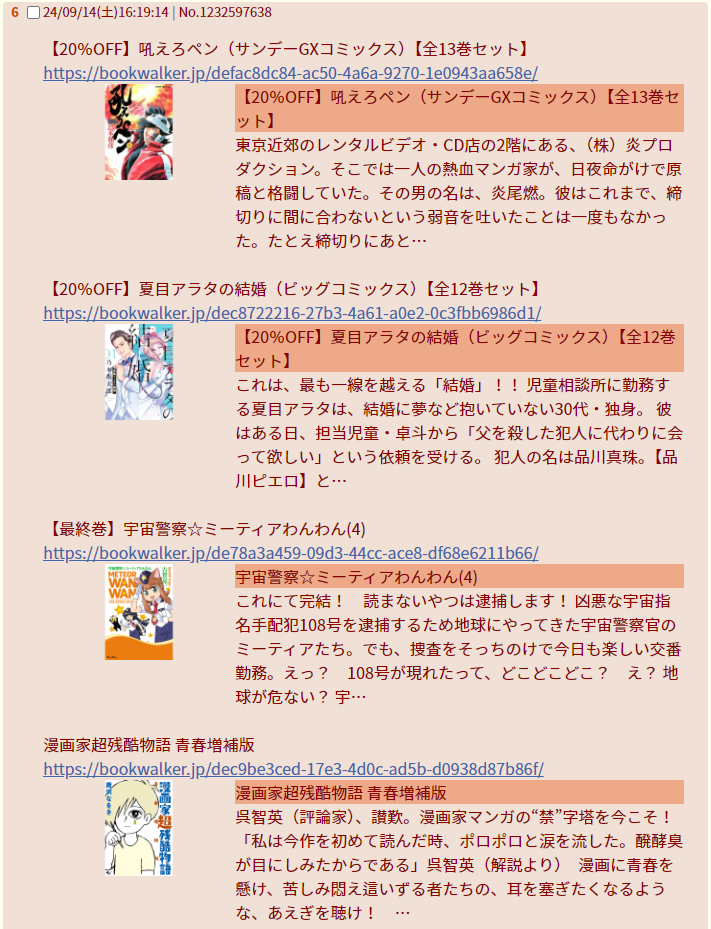 6 24/09/14(土)16:19:14 | No.1232597638
【20%OFF】吼えろペン（サンデーGXコミックス）【全13巻セット】
https://bookwalker.jp/defac8dc84-ac50-4a6a-9270-1e0943aa658e/
【20%OFF】吼えろペン（サンデーGXコミックス）【全13巻セ
ット】
東京近郊のレンタルビデオ・CD店の2階にある、（株）炎プロ
ダクション。そこでは一人の熱血マンガ家が、日夜命がけで原
稿と格闘していた。その男の名は、炎尾燃。彼はこれまで、締
切りに間に合わないという弱音を吐いたことは一度もなかっ
た。たとえ締切りにあと…
【20%OFF】夏目アラタの結婚（ビッグコミックス）【全12巻セット】
https://bookwalker.jp/dec8722216-27b3-4a61-a0e2-0c3fbb6986d1/
【20%OFF】夏目アラタの結婚（ビッグコミックス）【全12巻
セット】
これは、最も一線を越える「結婚」！！ 児童相談所に勤務す
る夏目アラタは、結婚に夢など抱いていない30代・独身。 彼
はある日、担当児童・卓斗から「父を殺した犯人に代わりに会
って欲しい」という依頼を受ける。 犯人の名は品川真珠。【品
川ピエロ】と…
【最終巻】宇宙警察☆ミーティアわんわん(4)
https://bookwalker.jp/de78a3a459-09d3-44cc-ace8-df68e6211b66/
METEOR
WAN
WAN
宇宙警察☆ミーティアわんわん(4)
これにて完結！　読まないやつは逮捕します！ 凶悪な宇宙指
名手配犯108号を逮捕するため地球にやってきた宇宙警察官の
ミーティアたち。でも、捜査をそっちのけで今日も楽しい交番
勤務。えっ？　108号が現れたって、どこどこどこ？　え？ 地
球が危ない？ 宇…
漫画家超残酷物語 青春増補版
https://bookwalker.jp/dec9be3ced-17e3-4d0c-ad5b-d0938d87b86f/
漫画家超残酷物語
漫画家超残酷物語 青春増補版
呉智英（評論家）、讃歎。漫画家マンガの“禁”字塔を今こそ！
「私は今作を初めて読んだ時、ポロポロと涙を流した。醗酵臭
が目にしみたからである」呉智英（解説より）　漫画に青春を
懸け、苦しみ悶え這いずる者たちの、耳を塞ぎたくなるよう
な、あえぎを聴け！　…